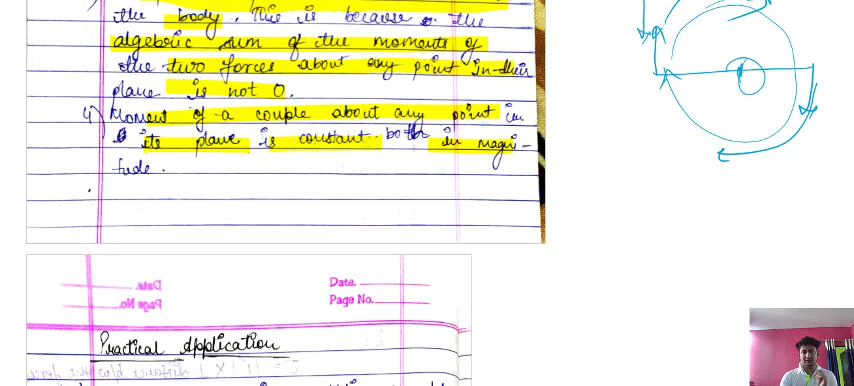 the body. This is because the
algebric sum of the moments of
the two forces about any point in their
plane is not 0.
4) Moment of a couple about any point in
its plane is constant both in magni-
tude.
Date.
Page No.
Date.
Page No.
Practical Application